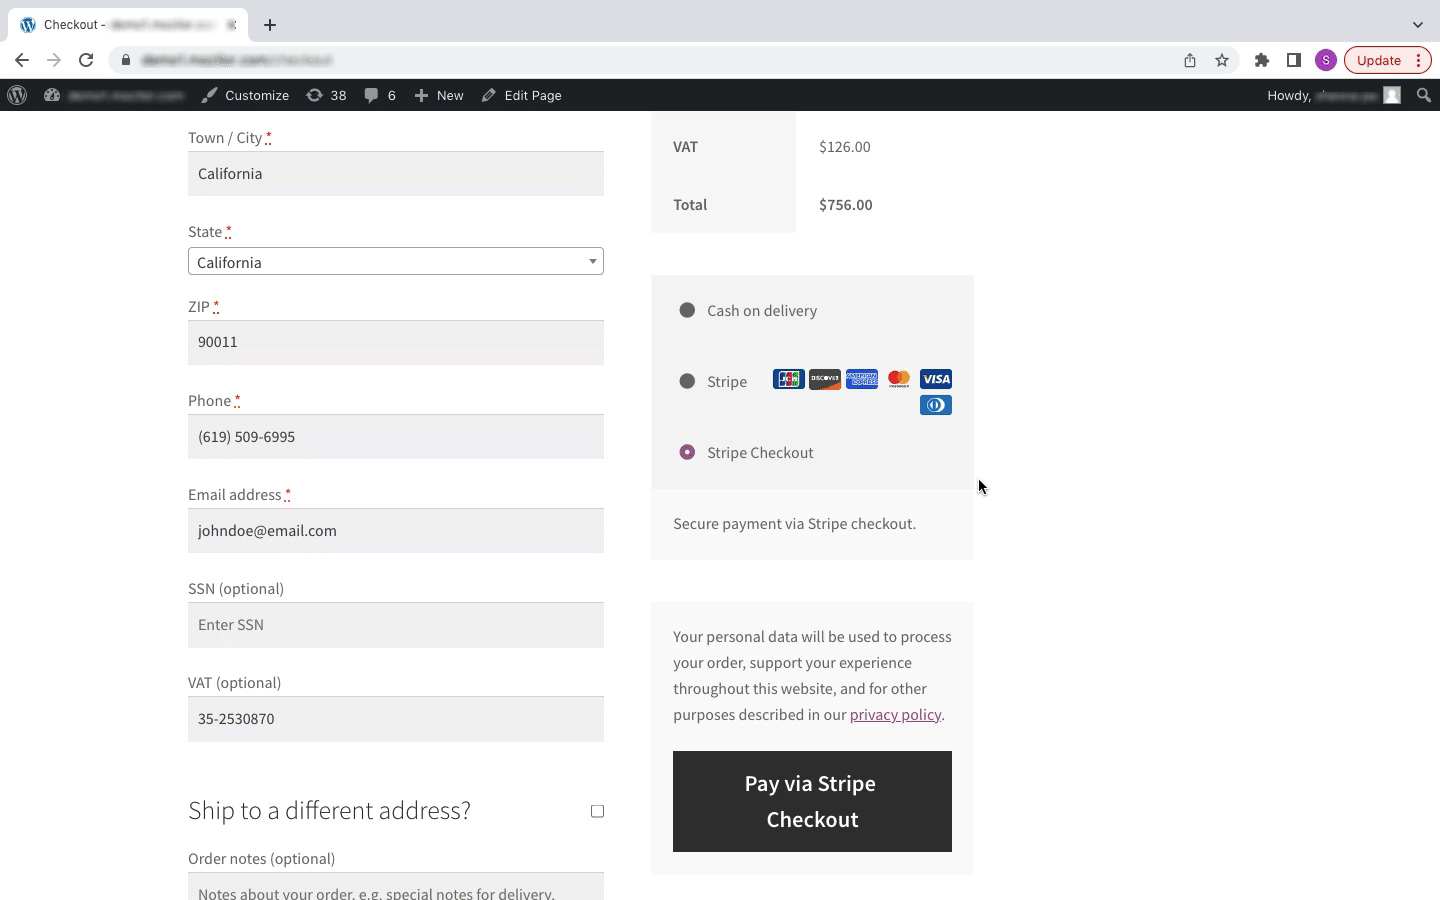 Checkout -
Update
S
Customize
38
6
New
Edit Page
Howdy,
Town / City *
California
State *
California
ZIP *
90011
Phone *
(619) 509-6995
Email address *
johndoe@email.com
SSN (optional)
Enter SSN
VAT (optional)
35-2530870
Ship to a different address?
Order notes (optional)
Notes about your order, e.g. special notes for delivery.
VAT $126.00
Total $756.00
Cash on delivery
Stripe JCB DISCOVER AMERICAN EXPRESS mastercard VISA
Stripe Checkout
Secure payment via Stripe checkout.
Your personal data will be used to process
your order, support your experience
throughout this website, and for other
purposes described in our privacy policy.
Pay via Stripe
Checkout